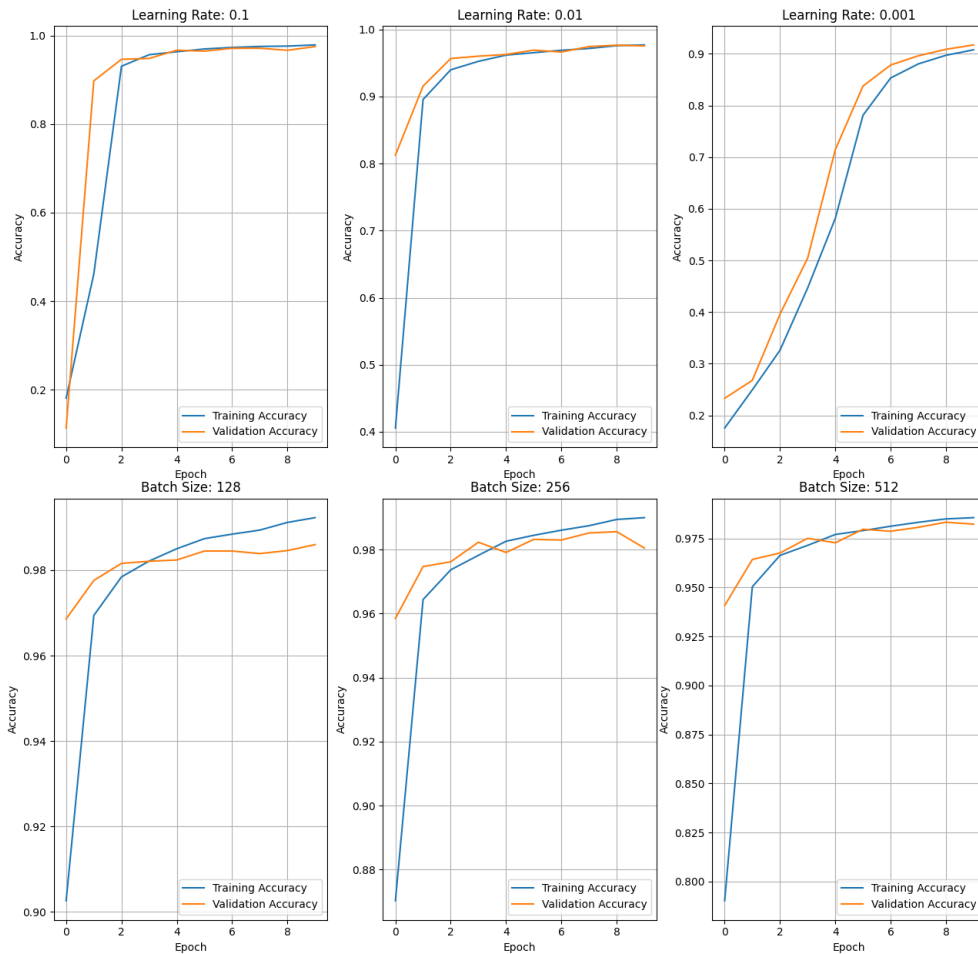 Learning Rate: 0.1
1.0
0.8
0.6
0.4
0.2
Accuracy
0 2 4 6 8
Epoch
Training Accuracy
Validation Accuracy
Learning Rate: 0.01
1.0
0.9
0.8
0.7
0.6
0.5
0.4
Accuracy
0 2 4 6 8
Epoch
Training Accuracy
Validation Accuracy
Learning Rate: 0.001
0.9
0.8
0.7
0.6
0.5
0.4
0.3
0.2
Accuracy
0 2 4 6 8
Epoch
Training Accuracy
Validation Accuracy
Batch Size: 128
0.98
0.96
0.94
0.92
0.90
Accuracy
0 2 4 6 8
Epoch
Training Accuracy
Validation Accuracy
Batch Size: 256
0.98
0.96
0.94
0.92
0.90
0.88
Accuracy
0 2 4 6 8
Epoch
Training Accuracy
Validation Accuracy
Batch Size: 512
0.975
0.950
0.925
0.900
0.875
0.850
0.825
0.800
Accuracy
0 2 4 6 8
Epoch
Training Accuracy
Validation Accuracy